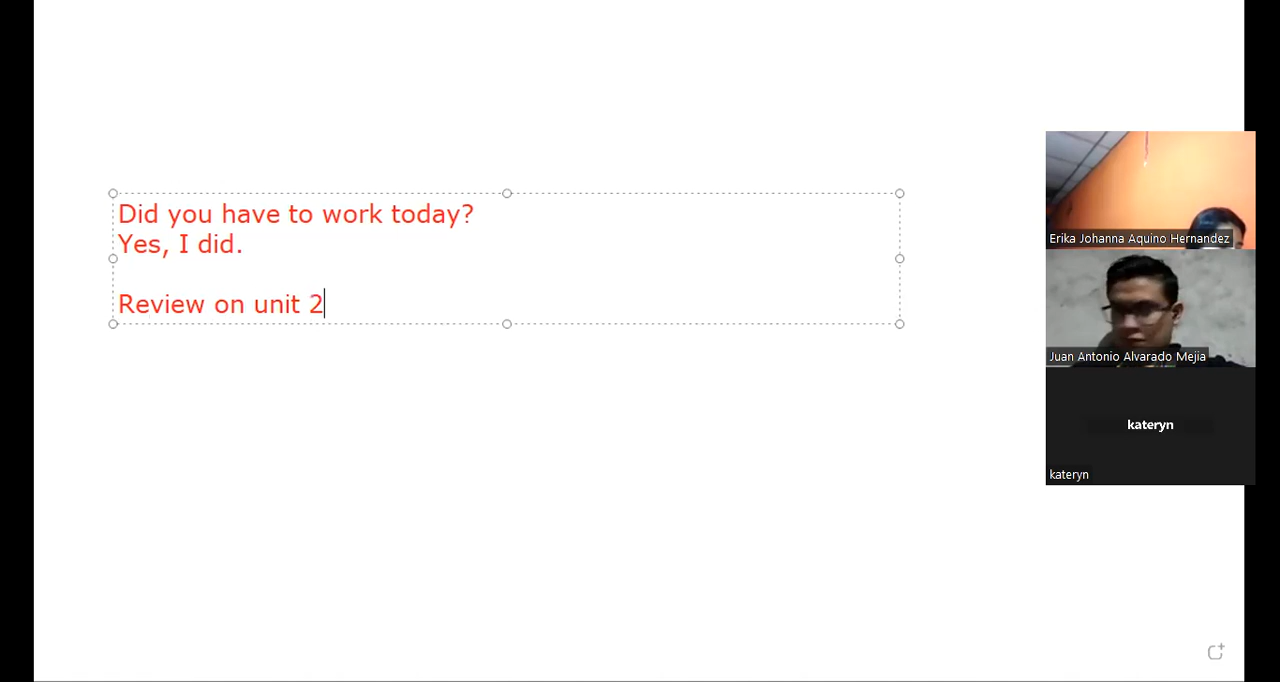 Did you have to work today?
Yes, I did.
Review on unit 2
Erika Johanna Aquino Hernandez
Juan Antonio Alvarado Mejia
kateryn
kateryn